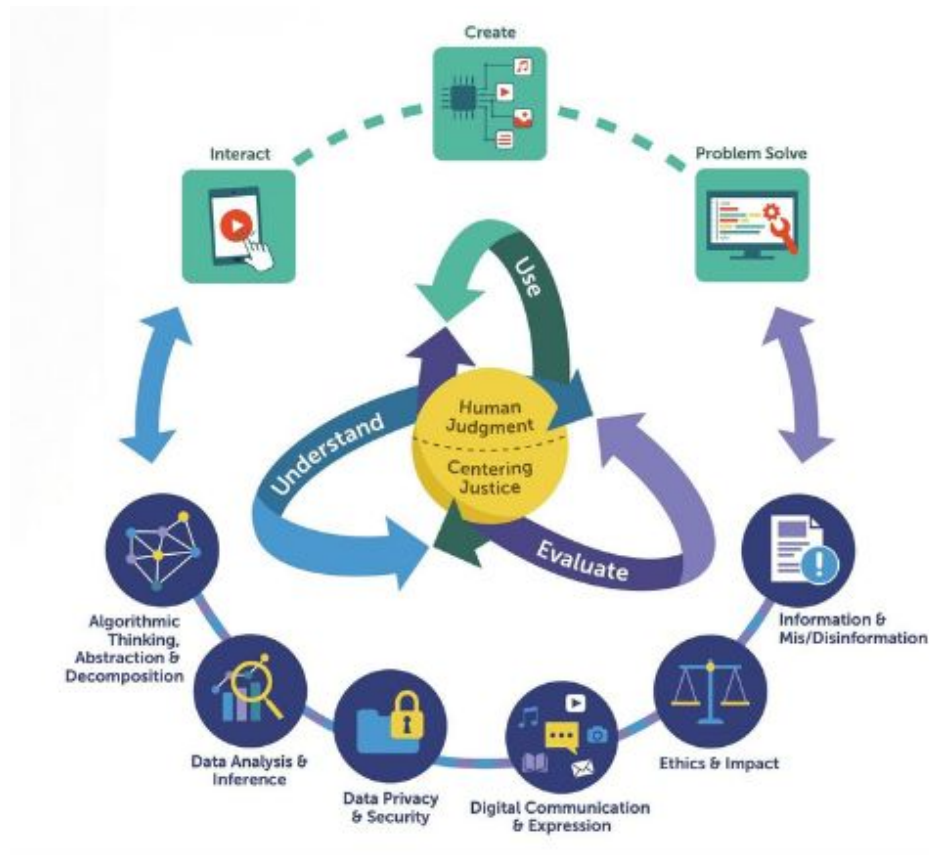 Create
Interact
Problem Solve
Use
Human
Judgment
Understand
Centering
Justice
Evaluate
Algorithmic
Thinking,
Abstraction &
Decomposition
Information &
Mis/Disinformation
Data Analysis &
Inference
Ethics & Impact
Data Privacy
& Security
Digital Communication
& Expression